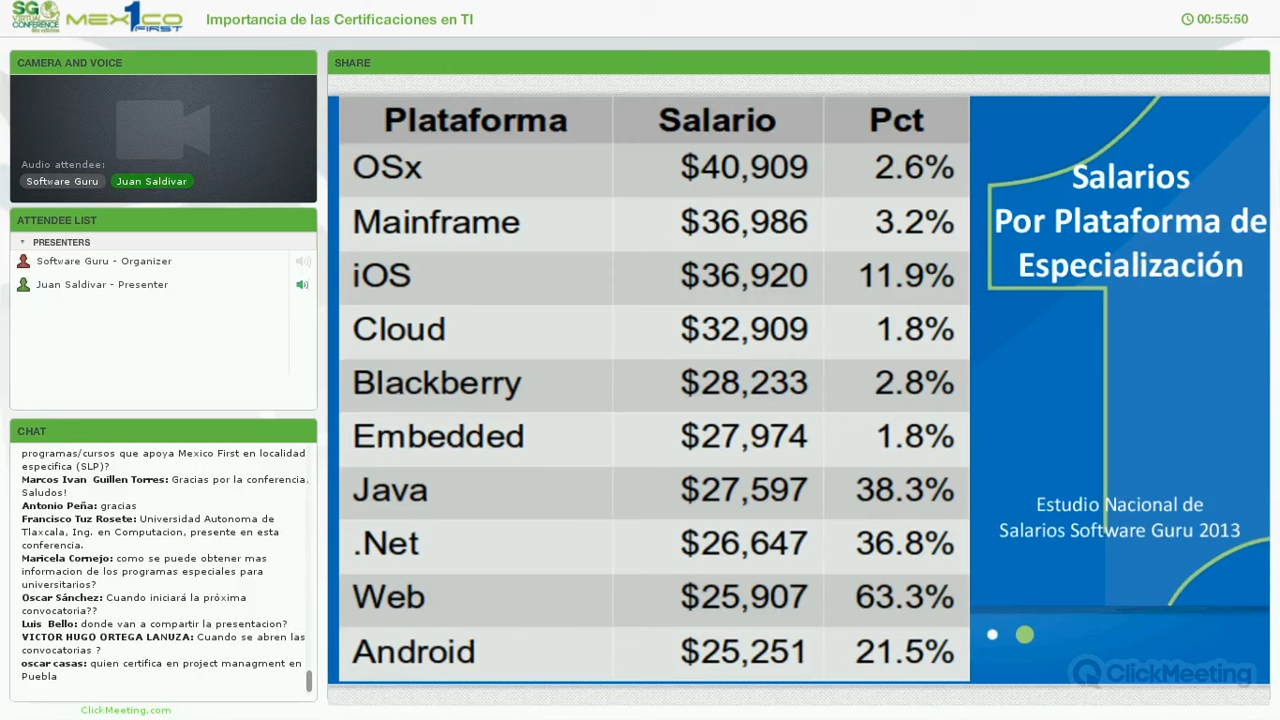 SG
VIRTUAL
CONFERENCE
MEX1CO
FIRST
Importancia de las Certificaciones en TI
00:55:50
CAMERA AND VOICE
Audio attendee:
Software Guru
Juan Saldivar
ATTENDEE LIST
PRESENTERS
Software Guru - Organizer
Juan Saldivar - Presenter
CHAT
programas/cursos que apoya Mexico First en localidad
especifica (SLP)?
Marcos Ivan Guillen Torres: Gracias por la conferencia,
Saludos!
Antonio Peña: gracias
Francisco Tuz Rosete: Universidad Autonoma de
Tlaxcala, Ing. en Computacion, presente en esta
conferencia.
Maricela Cornejo: como se puede obtener mas
informacion de los programas especiales para
universitarios?
Oscar Sánchez: Cuando iniciará la próxima
convocatoria??
Luis Bello: donde van a compartir la presentacion?
VICTOR HUGO ORTEGA LANUZA: Cuando se abren las
convocatorias ?
oscar casas: quien certifica en project managment en
Puebla
ClickMeeting.com
SHARE
Plataforma Salario Pct
OSx $40,909 2.6%
Mainframe $36,986 3.2%
iOS $36,920 11.9%
Cloud $32,909 1.8%
Blackberry $28,233 2.8%
Embedded $27,974 1.8%
Java $27,597 38.3%
.Net $26,647 36.8%
Web $25,907 63.3%
Android $25,251 21.5%
Salarios
Por Plataforma de
Especialización
Estudio Nacional de
Salarios Software Guru 2013
ClickMeeting